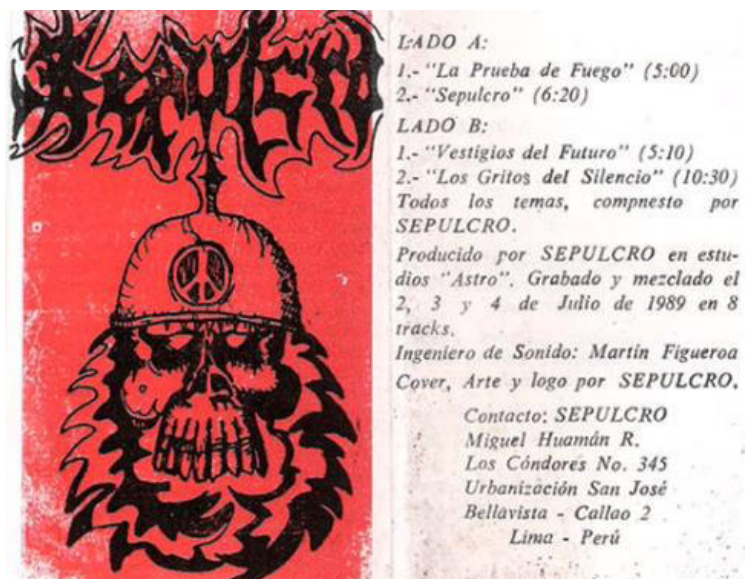 SEPULCRO
LADO A:
1.- "La Prueba de Fuego" (5:00)
2.- "Sepulcro" (6:20)
LADO B:
1.- "Vestigios del Futuro" (5:10)
2.- "Los Gritos del Silencio" (10:30)
Todos los temas, compnesto por
SEPULCRO.
Producido por SEPULCRO en estu-
dios "Astro". Grabado y mezclado el
2, 3 y 4 de Julio de 1989 en 8
tracks.
Ingeniero de Sonido: Martin Figueroa
Cover, Arte y logo por SEPULCRO.
Contacto: SEPULCRO
Miguel Huamán R.
Los Cóndores No. 345
Urbanización San José
Bellavista - Callao 2
Lima - Perú